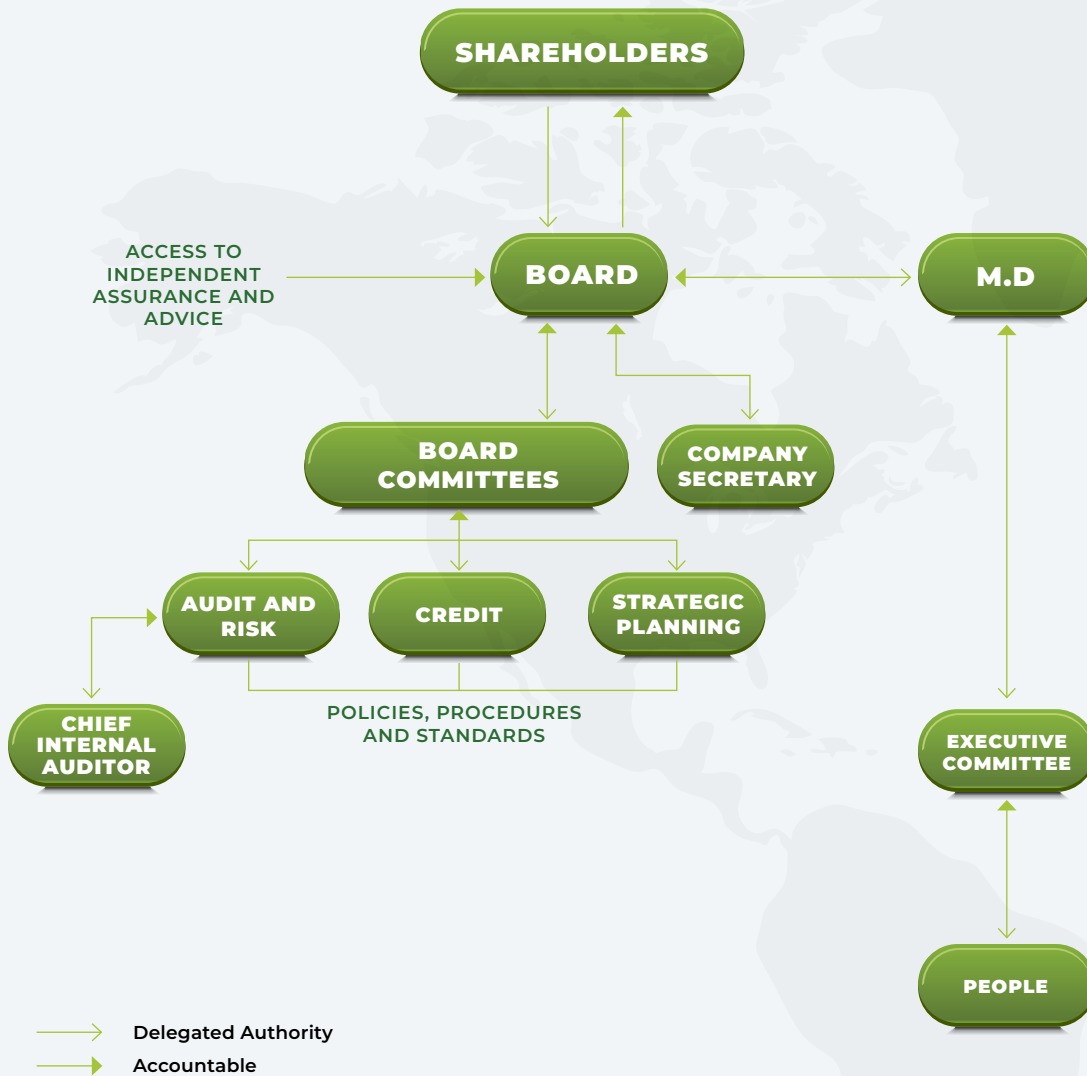 SHAREHOLDERS
ACCESS TO
INDEPENDENT
ASSURANCE AND
ADVICE
BOARD
M.D
BOARD
COMMITTEES
COMPANY
SECRETARY
AUDIT AND
RISK
CREDIT
STRATEGIC
PLANNING
POLICIES, PROCEDURES
AND STANDARDS
CHIEF
INTERNAL
AUDITOR
EXECUTIVE
COMMITTEE
PEOPLE
Delegated Authority
Accountable